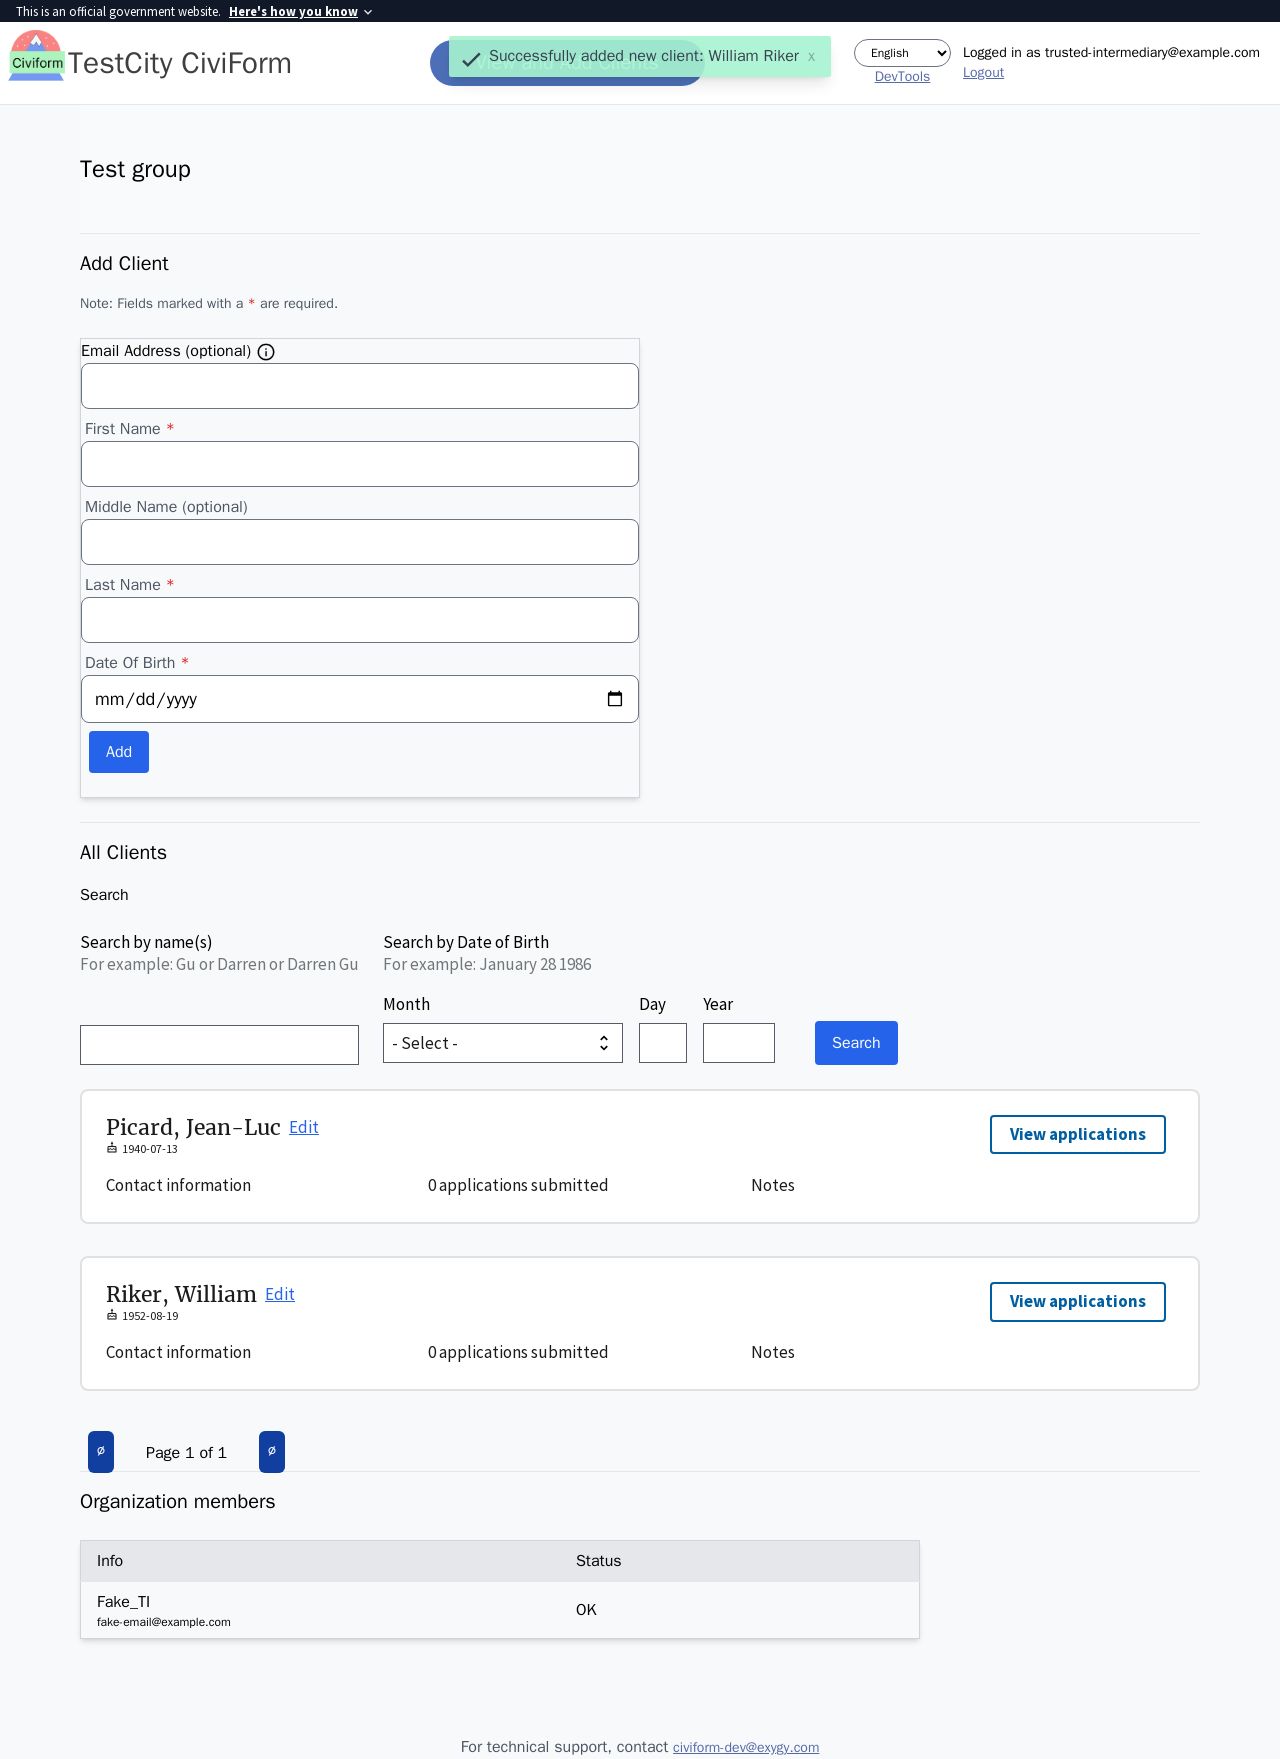 This is an official government website. Here's how you know
Civiform TestCity CiviForm
Successfully added new client: William Riker x
English
DevTools
Logged in as trusted-intermediary@example.com
Logout
Test group
Add Client
Note: Fields marked with a * are required.
Email Address (optional)
First Name *
Middle Name (optional)
Last Name *
Date Of Birth *
mm/dd/yyyy
Add
All Clients
Search
Search by name(s)
For example: Gu or Darren or Darren Gu
Search by Date of Birth
For example: January 28 1986
Month Day Year
- Select -
Search
Picard, Jean-Luc Edit
View applications
1940-07-13
Contact information 0 applications submitted Notes
Riker, William Edit
View applications
1952-08-19
Contact information 0 applications submitted Notes
Page 1 of 1
Organization members
Info Status
Fake_TI
fake-email@example.com
OK
For technical support, contact civiform-dev@exygy.com